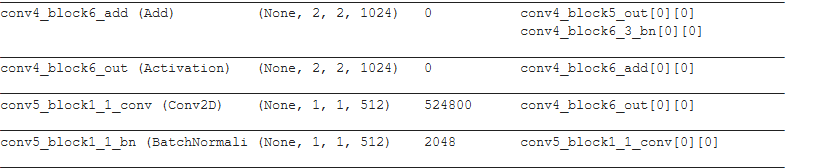 conv4_block6_add (Add) (None, 2, 2, 1024) 0 conv4_block5_out[0][0]
conv4_block6_3_bn[0][0]
conv4_block6_out (Activation) (None, 2, 2, 1024) 0 conv4_block6_add[0][0]
conv5_block1_1_conv (Conv2D) (None, 1, 1, 512) 524800 conv4_block6_out[0][0]
conv5_block1_1_bn (BatchNormali (None, 1, 1, 512) 2048 conv5_block1_1_conv[0][0]